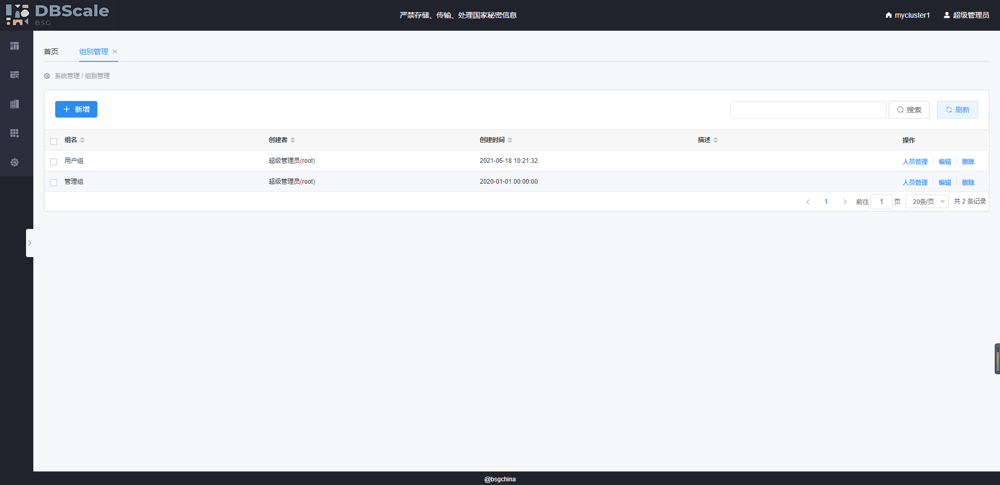 DBScale
BSG
严禁存储、传输、处理国家秘密信息
mycluster1
超级管理员
首页
组别管理
系统管理 / 组别管理
新增
搜索
刷新
组名 创建者 创建时间 描述 操作
用户组 超级管理员(root) 2021-05-18 10:21:32 人员管理 编辑 删除
管理组 超级管理员(root) 2020-01-01 00:00:00 人员管理 编辑 删除
1 前往 1 页 20条/页 共 2 条记录
@bsgchina